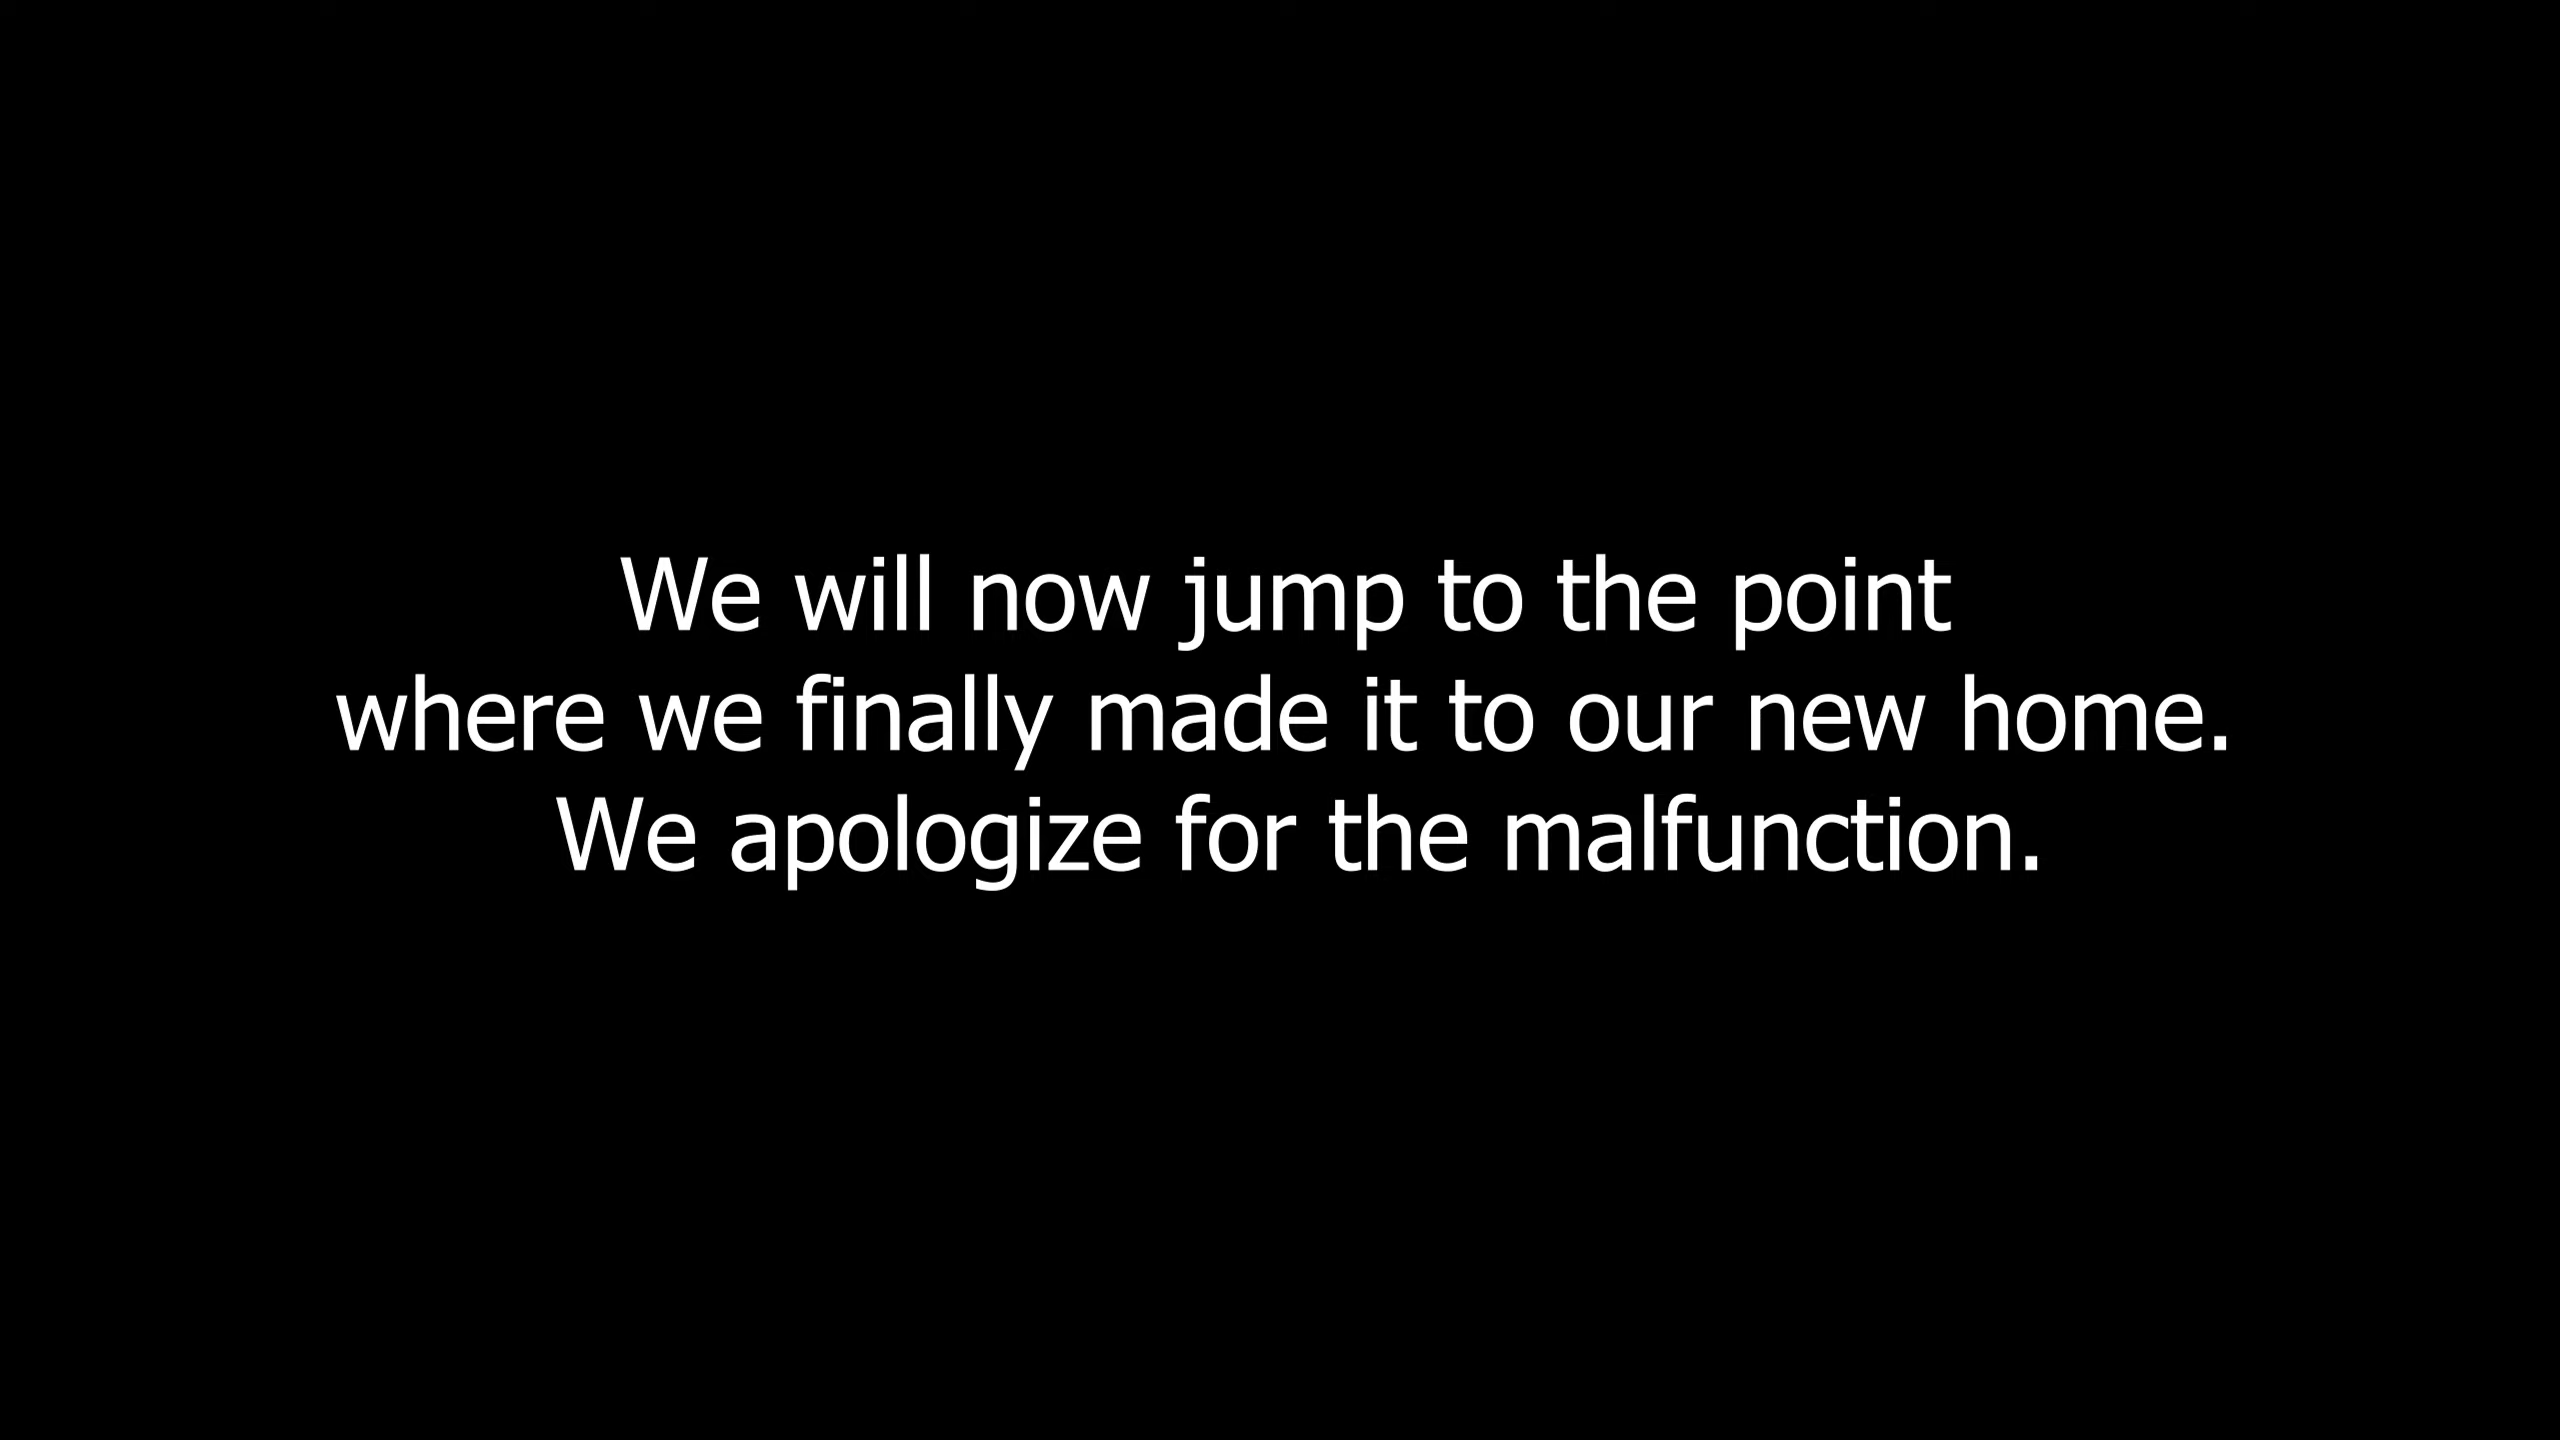 We will now jump to the point
where we finally made it to our new home.
We apologize for the malfunction.